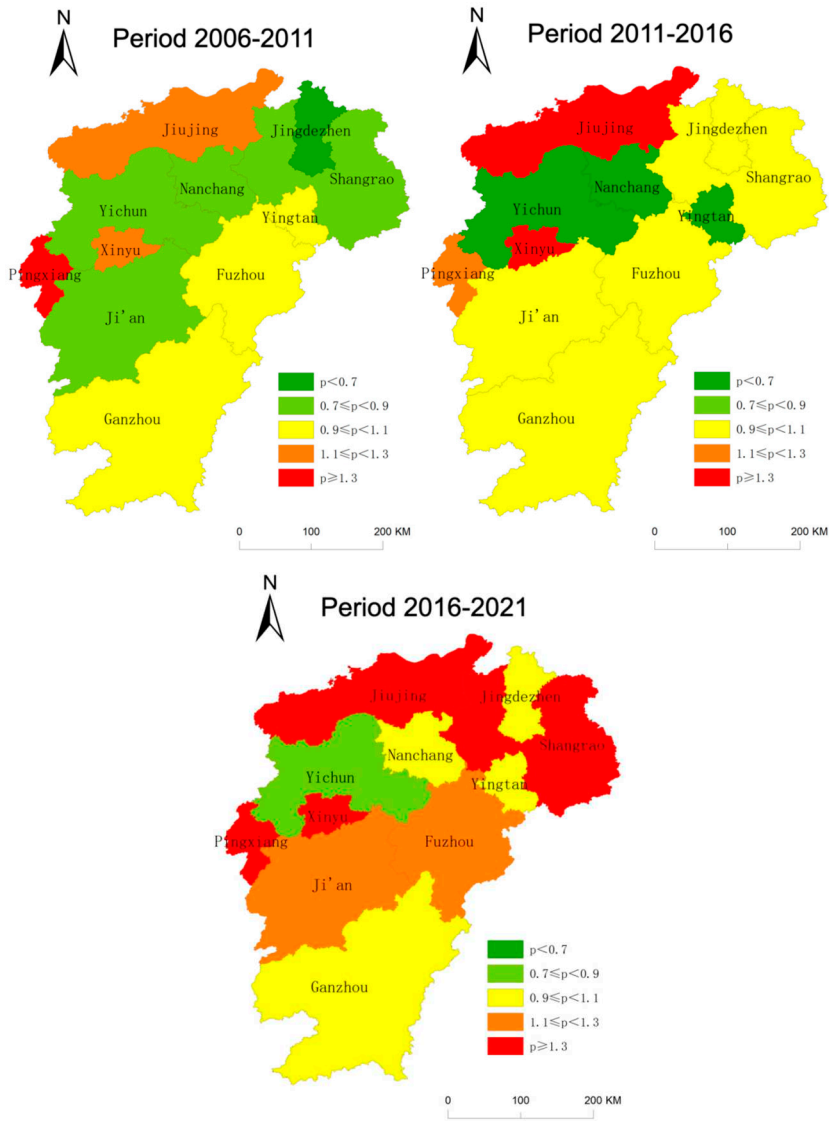 N
Period 2006-2011
Jiujing
Jingdezhen
Nanchang
Shangrao
Yichun
Yingtan
Xinyu
Pingxiang
Fuzhou
Ji'an
Ganzhou
p<0.7
0.7≤p<0.9
0.9≤p<1.1
1.1≤p<1.3
p≥1.3
0 100 200 KM
N
Period 2011-2016
Jiujing
Jingdezhen
Nanchang
Shangrao
Yichun
Yingtan
Xinyu
Pingxiang
Fuzhou
Ji'an
Ganzhou
p<0.7
0.7≤p<0.9
0.9≤p<1.1
1.1≤p<1.3
p≥1.3
0 100 200 KM
N
Period 2016-2021
Jiujing
Jingdezhen
Nanchang
Shangrao
Yichun
Yingtan
Xinyu
Pingxiang
Fuzhou
Ji'an
Ganzhou
p<0.7
0.7≤p<0.9
0.9≤p<1.1
1.1≤p<1.3
p≥1.3
0 100 200 KM